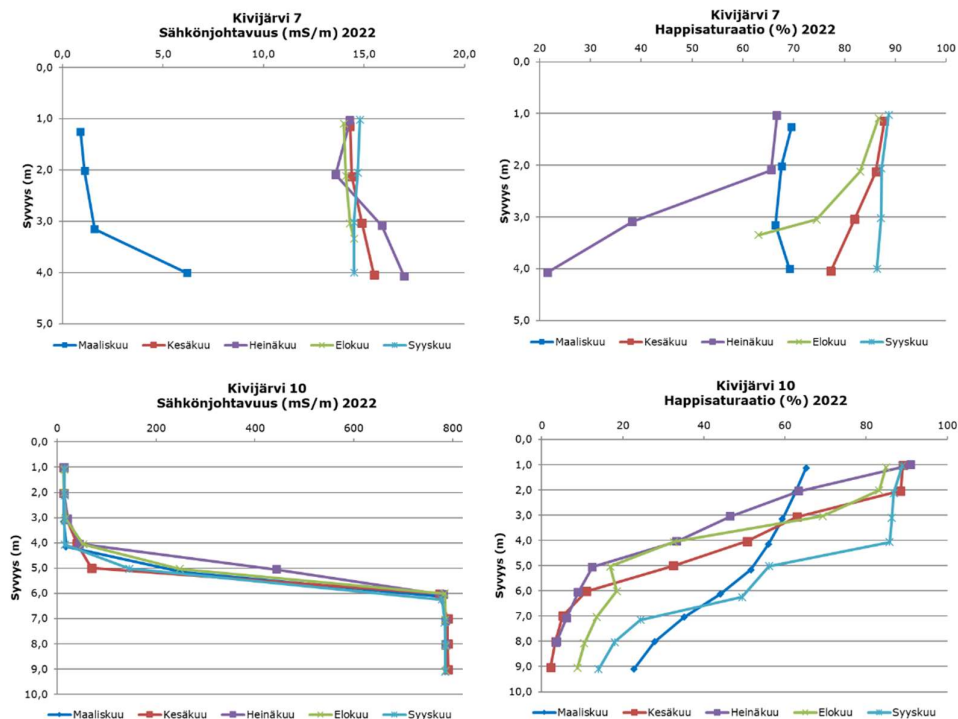 Kivijärvi 7
Sähkönjohtavuus (mS/m) 2022
0,0 5,0 10,0 15,0 20,0
0,0
1,0
2,0
3,0
4,0
5,0
Syvyys (m)
Maaliskuu Kesäkuu Heinäkuu Elokuu Syyskuu
Kivijärvi 7
Happisaturaatio (%) 2022
20 30 40 50 60 70 80 90 100
0,0
1,0
2,0
3,0
4,0
5,0
Syvyys (m)
Maaliskuu Kesäkuu Heinäkuu Elokuu Syyskuu
Kivijärvi 10
Sähkönjohtavuus (mS/m) 2022
0 200 400 600 800
0,0
1,0
2,0
3,0
4,0
5,0
6,0
7,0
8,0
9,0
10,0
Syvyys (m)
Maaliskuu Kesäkuu Heinäkuu Elokuu Syyskuu
Kivijärvi 10
Happisaturaatio (%) 2022
0 20 40 60 80 100
0,0
1,0
2,0
3,0
4,0
5,0
6,0
7,0
8,0
9,0
10,0
Syvyys (m)
Maaliskuu Kesäkuu Heinäkuu Elokuu Syyskuu